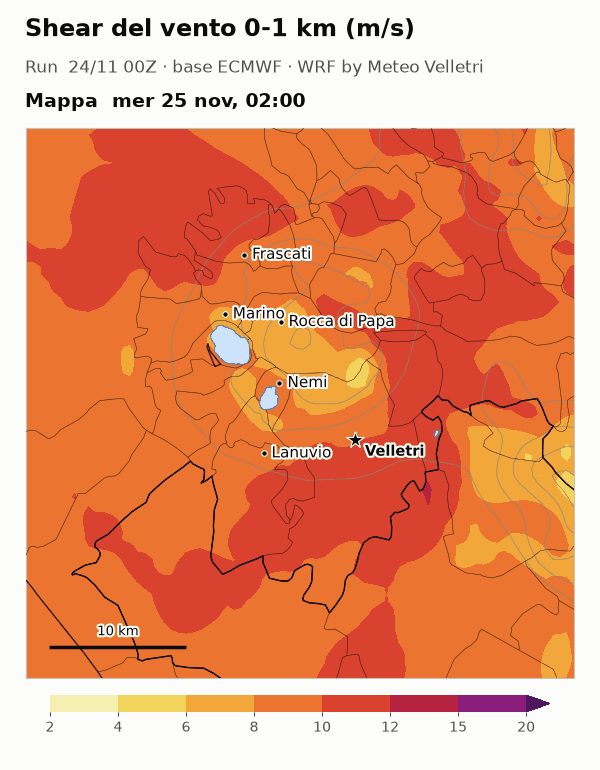 Shear del vento 0-1 km (m/s)
Run  24/11 00Z · base ECMWF · WRF by Meteo Velletri
Mappa  mer 25 nov, 02:00
Frascati
Marino
Rocca di Papa
Nemi
Velletri
Lanuvio
10 km
2 4 6 8 10 12 15 20